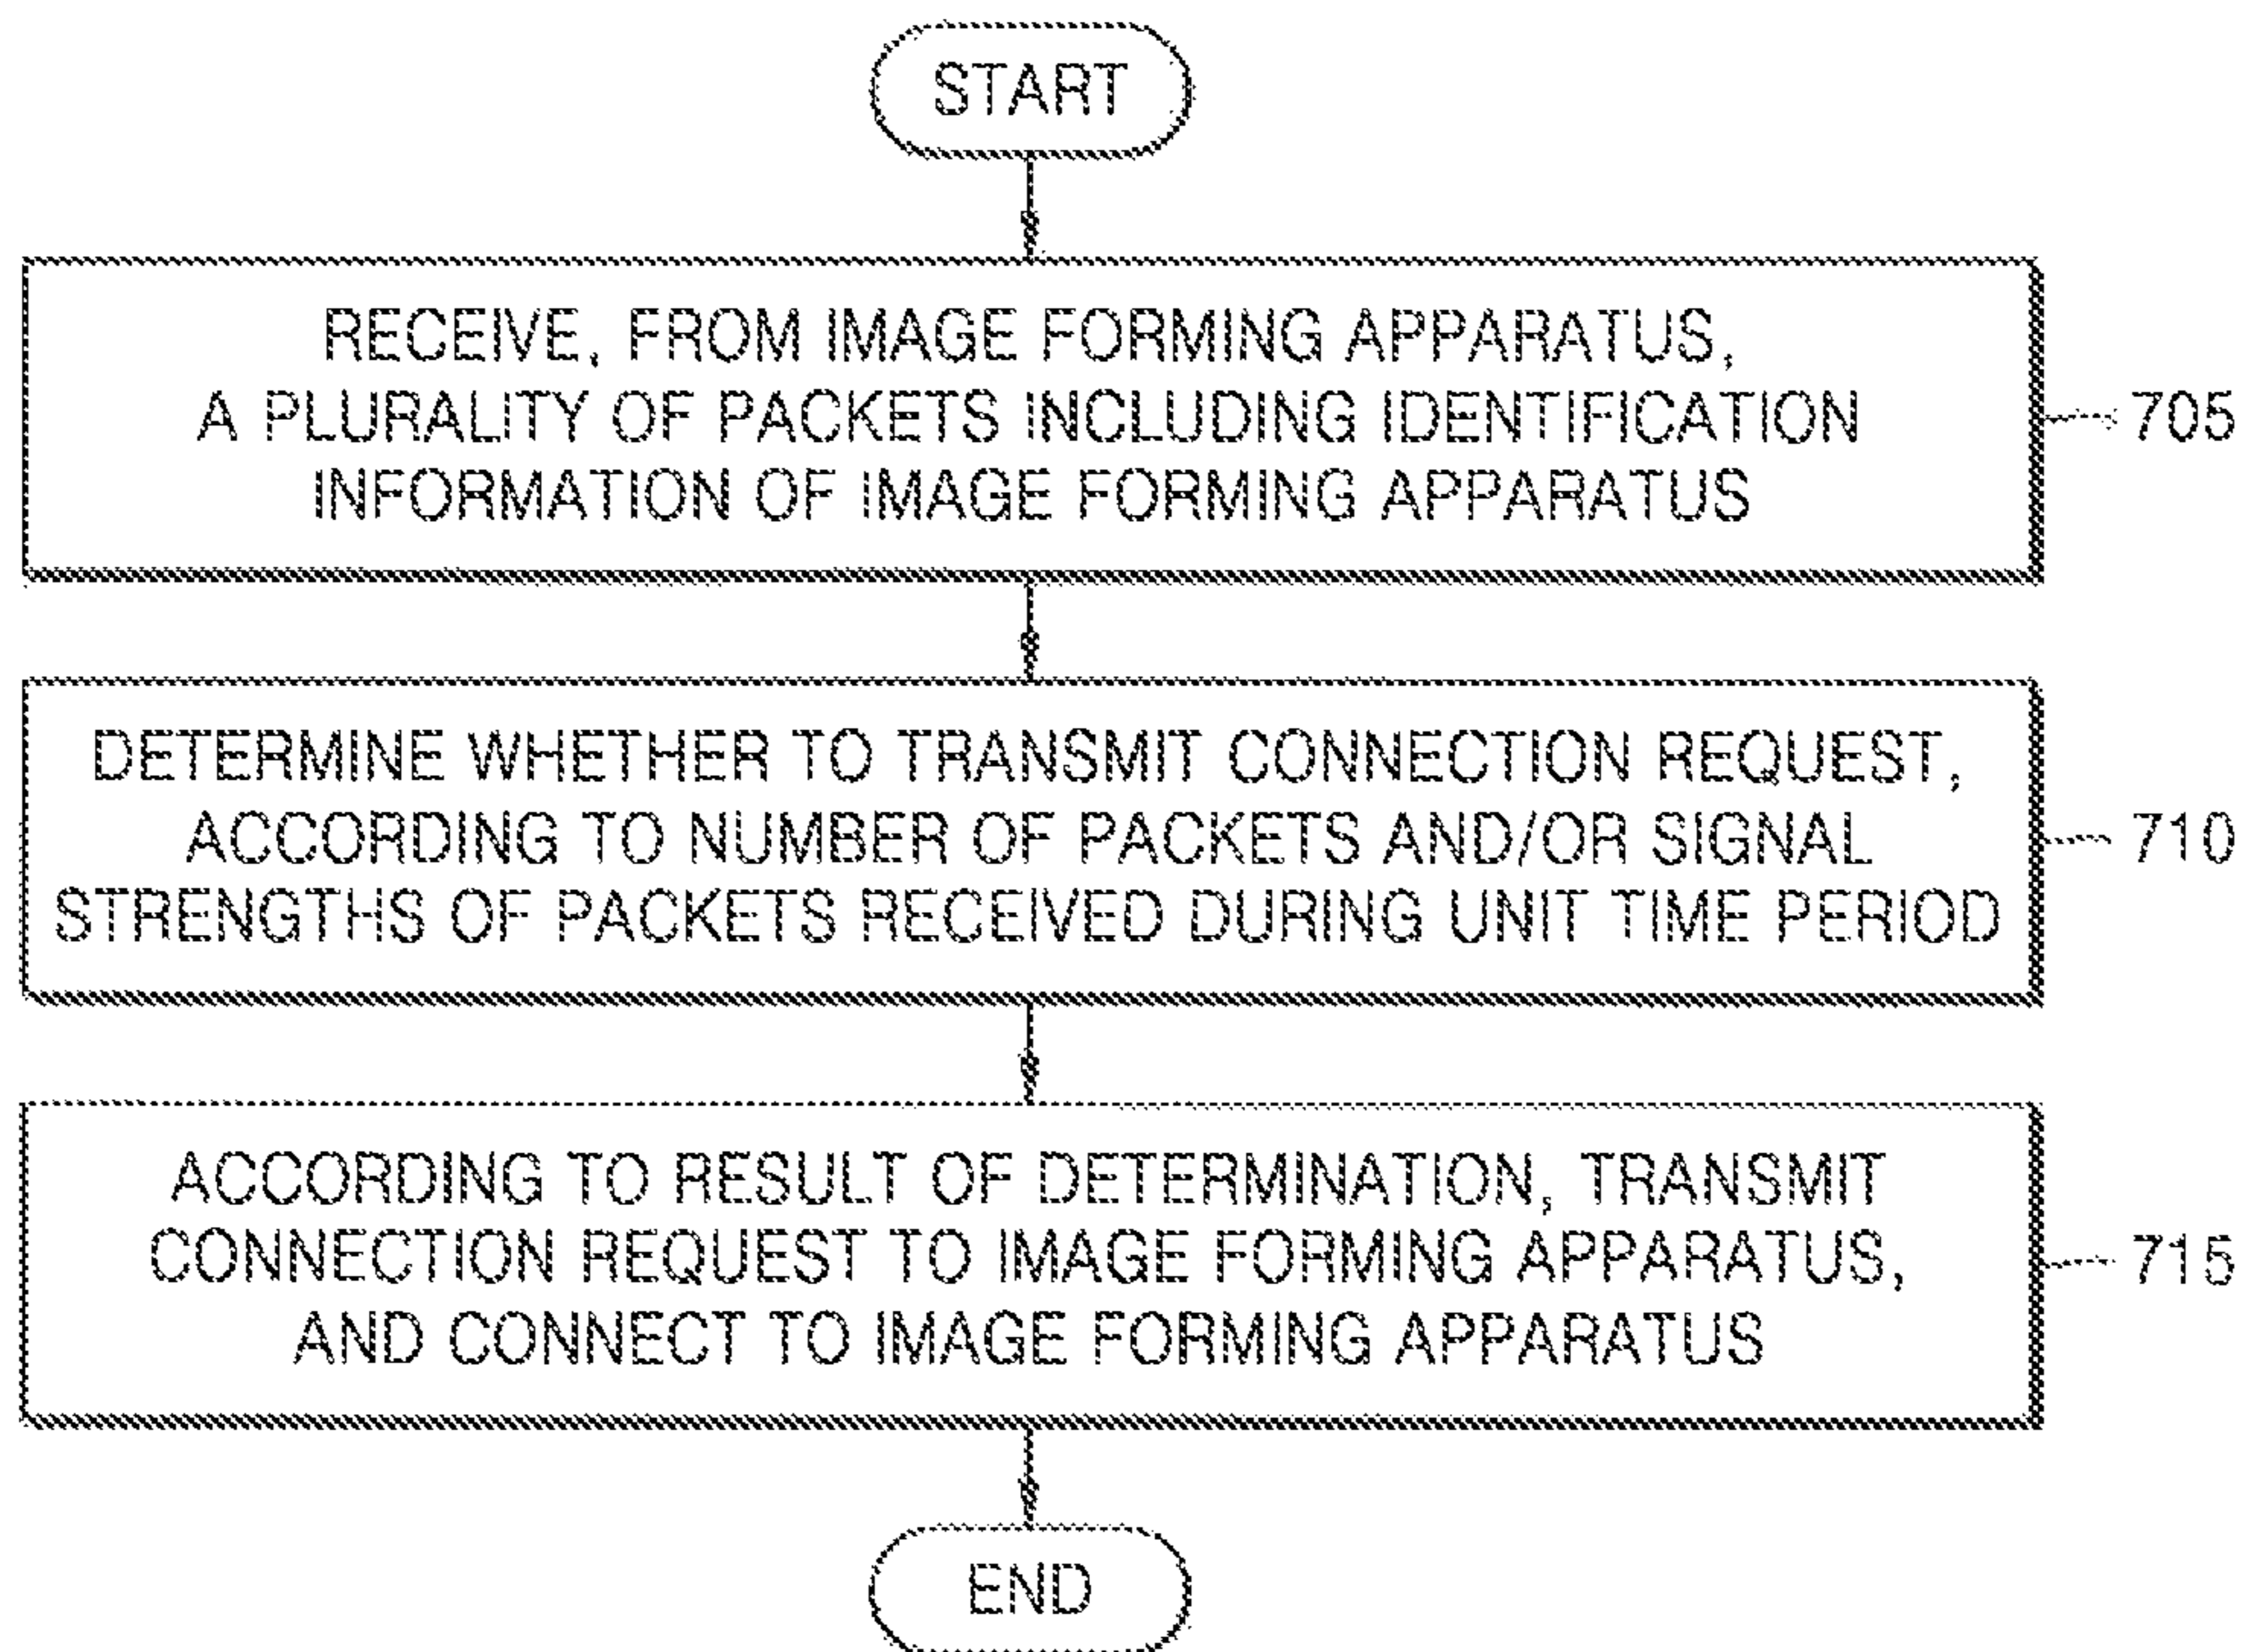 START
RECEIVE, FROM IMAGE FORMING APPARATUS,
A PLURALITY OF PACKETS INCLUDING IDENTIFICATION
INFORMATION OF IMAGE FORMING APPARATUS
705
DETERMINE WHETHER TO TRANSMIT CONNECTION REQUEST,
ACCORDING TO NUMBER OF PACKETS AND/OR SIGNAL
STRENGTHS OF PACKETS RECEIVED DURING UNIT TIME PERIOD
710
ACCORDING TO RESULT OF DETERMINATION, TRANSMIT
CONNECTION REQUEST TO IMAGE FORMING APPARATUS,
AND CONNECT TO IMAGE FORMING APPARATUS
715
END